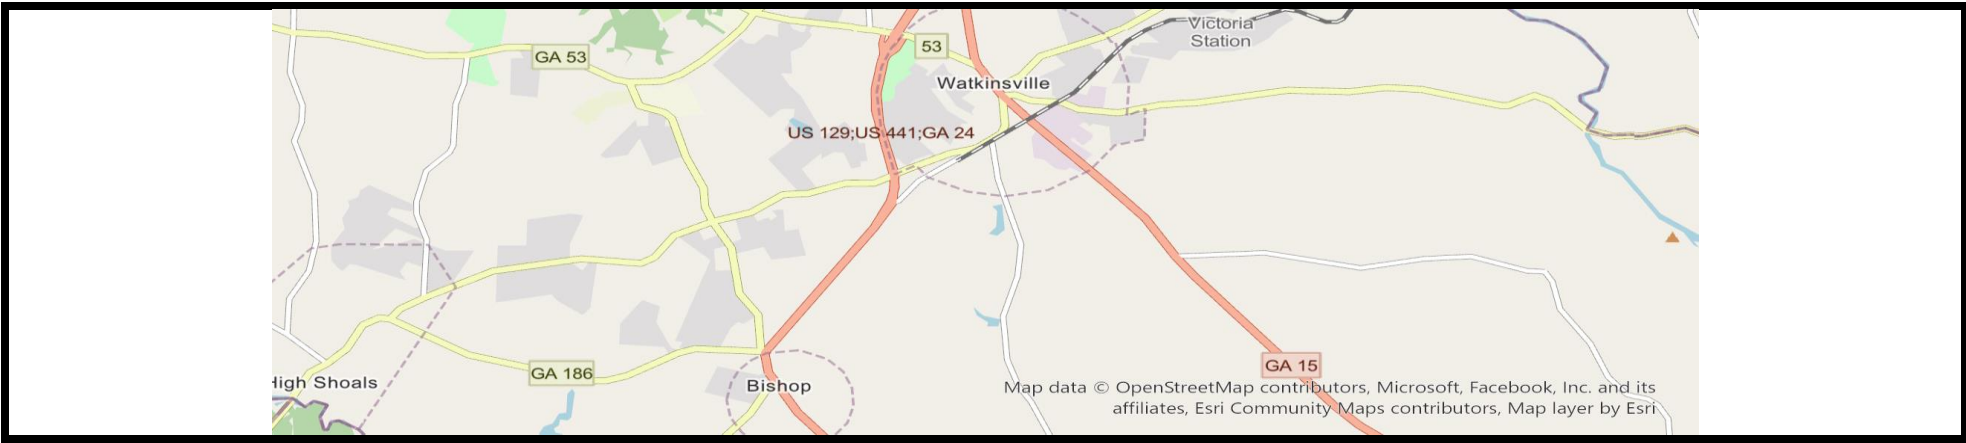 Victoria
Station
53
GA 53
Watkinsville
US 129;US 441;GA 24
GA 15
GA 186
High Shoals
Bishop
Map data © OpenStreetMap contributors, Microsoft, Facebook, Inc. and its
affiliates, Esri Community Maps contributors, Map layer by Esri